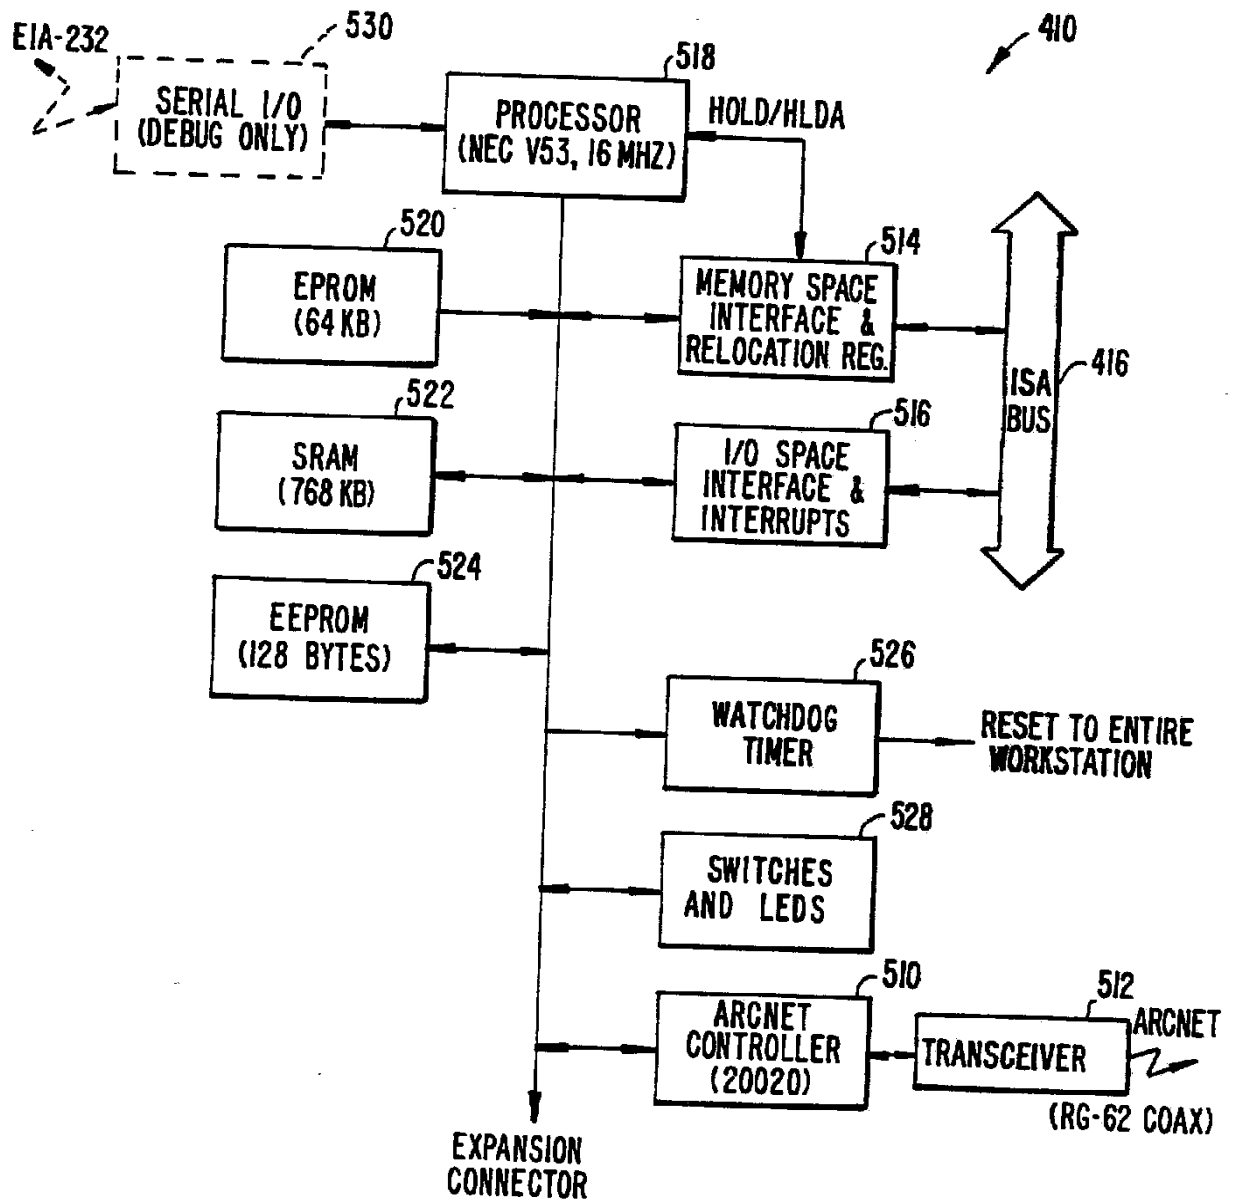 EIA-232
530
SERIAL I/O
(DEBUG ONLY)
518
PROCESSOR
(NEC V53, 16 MHZ)
HOLD/HLDA
410
520
EPROM
(64 KB)
514
MEMORY SPACE
INTERFACE &
RELOCATION REG.
416
ISA
BUS
522
SRAM
(768 KB)
516
I/O SPACE
INTERFACE &
INTERRUPTS
524
EEPROM
(128 BYTES)
526
WATCHDOG
TIMER
RESET TO ENTIRE
WORKSTATION
528
SWITCHES
AND LEDS
510
ARCNET
CONTROLLER
(20020)
512
TRANSCEIVER
ARCNET
(RG-62 COAX)
EXPANSION
CONNECTOR